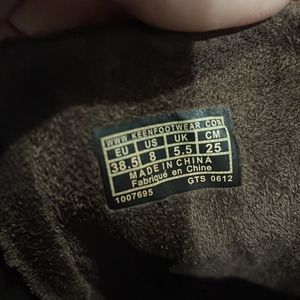 WWW.KEENFOOTWEAR.COM
EU US UK CM
38.5 8 5.5 25
MADE IN CHINA
Fabriqué en Chine
1007695 GTS 0612